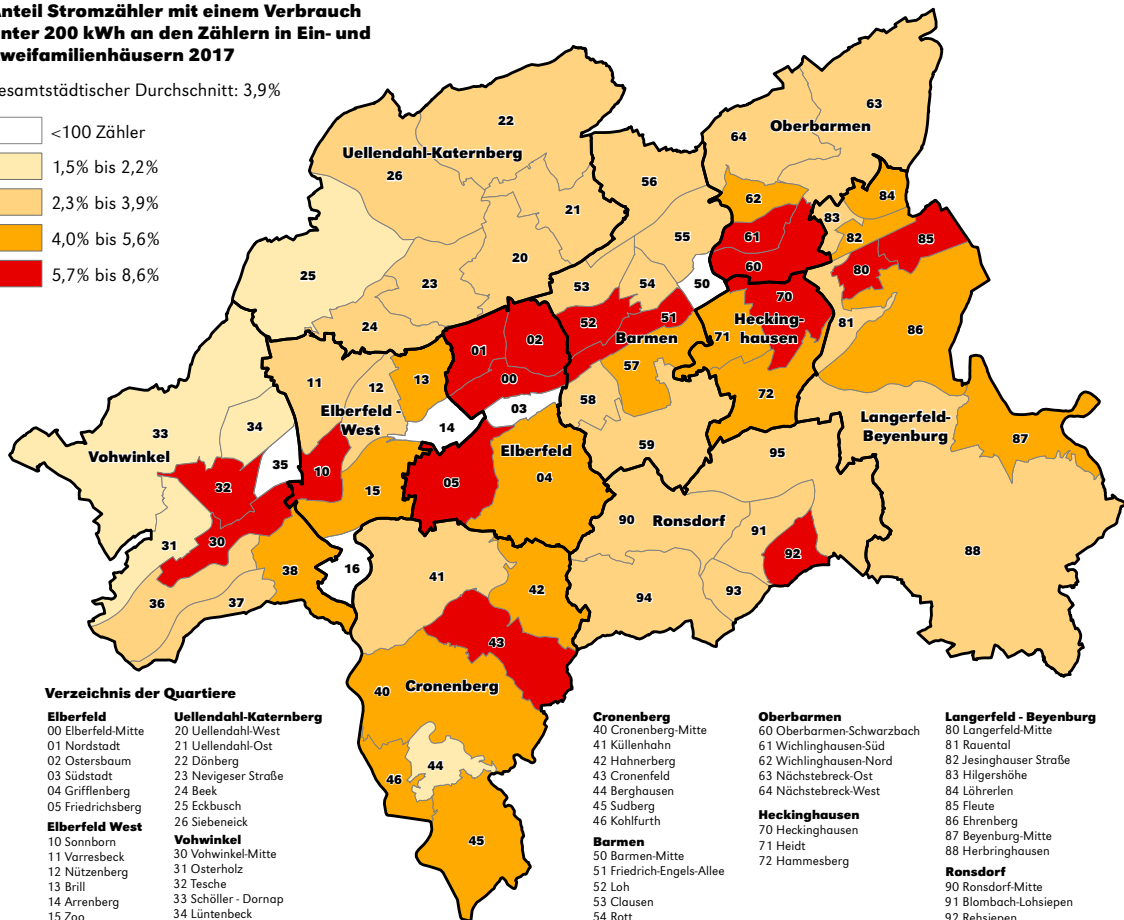 nteil Stromzähler mit einem Verbrauch
nter 200 kWh an den Zählern in Ein- und
weifamilienhäusern 2017
esamtstädtischer Durchschnitt: 3,9%
<100 Zähler
1,5% bis 2,2%
2,3% bis 3,9%
4,0% bis 5,6%
5,7% bis 8,6%
63
22
Oberbarmen
64
Uellendahl-Katernberg
26
56
84
62
21
83
55
61
82
85
20
60
80
25
23
53
54
50
70
52
51
81
24
Hecking-
hausen
86
01
02
Barmen
71
57
11
12
13
00
72
58
03
Elberfeld -
West
34
14
Langerfeld-
Beyenburg
33
87
59
Vohwinkel
Elberfeld
95
35
10
04
32
05
15
90
Ronsdorf
91
30
31
88
92
16
38
41
42
93
36
37
94
43
40
Cronenberg
44
46
45
Verzeichnis der Quartiere
Elberfeld
00 Elberfeld-Mitte
01 Nordstadt
02 Ostersbaum
03 Südstadt
04 Grifflenberg
05 Friedrichsberg
Elberfeld West
10 Sonnborn
11 Varresbeck
12 Nützenberg
13 Brill
14 Arrenberg
15 Zoo
Uellendahl-Katernberg
20 Uellendahl-West
21 Uellendahl-Ost
22 Dönberg
23 Nevigeser Straße
24 Beek
25 Eckbusch
26 Siebeneick
Vohwinkel
30 Vohwinkel-Mitte
31 Osterholz
32 Tesche
33 Schöller - Dornap
34 Lüntenbeck
Cronenberg
40 Cronenberg-Mitte
41 Küllenhahn
42 Hahnerberg
43 Cronenfeld
44 Berghausen
45 Sudberg
46 Kohlfurth
Barmen
50 Barmen-Mitte
51 Friedrich-Engels-Allee
52 Loh
53 Clausen
54 Rott
Oberbarmen
60 Oberbarmen-Schwarzbach
61 Wichlinghausen-Süd
62 Wichlinghausen-Nord
63 Nächstebreck-Ost
64 Nächstebreck-West
Heckinghausen
70 Heckinghausen
71 Heidt
72 Hammesberg
Langerfeld - Beyenburg
80 Langerfeld-Mitte
81 Rauental
82 Jesinghauser Straße
83 Hilgershöhe
84 Löhrerlen
85 Fleute
86 Ehrenberg
87 Beyenburg-Mitte
88 Herbringhausen
Ronsdorf
90 Ronsdorf-Mitte
91 Blombach-Lohsiepen
92 Rehsiepen